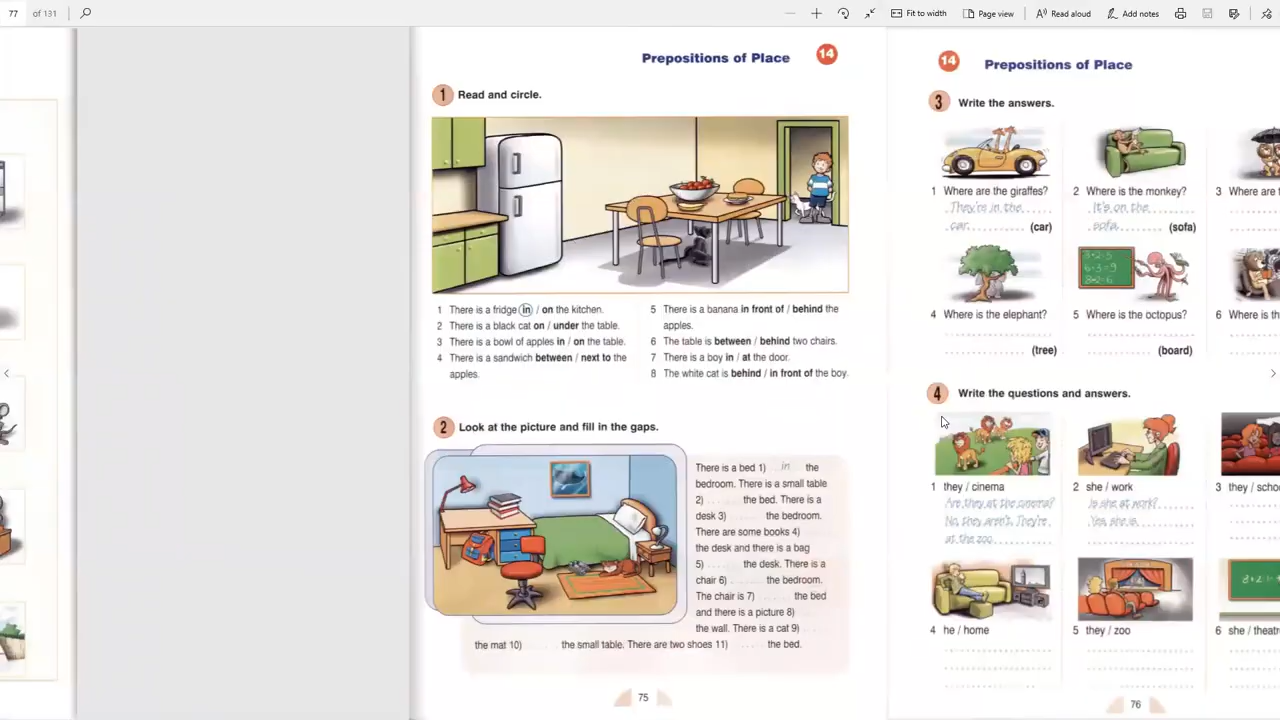 77 of 131
Fit to width
Page view
Read aloud
Add notes
Prepositions of Place 14
1 Read and circle.
1 There is a fridge in / on the kitchen.
2 There is a black cat on / under the table.
3 There is a bowl of apples in / on the table.
4 There is a sandwich between / next to the
apples.
5 There is a banana in front of / behind the
apples.
6 The table is between / behind two chairs.
7 There is a boy in / at the door.
8 The white cat is behind / in front of the boy.
2 Look at the picture and fill in the gaps.
There is a bed 1) in the
bedroom. There is a small table
2) ....... the bed. There is a
desk 3) ....... the bedroom.
There are some books 4)
the desk and there is a bag
5) ....... the desk. There is a
chair 6) ....... the bedroom.
The chair is 7) ....... the bed
and there is a picture 8)
the wall. There is a cat 9)
the mat 10) ....... the small table. There are two shoes 11) ....... the bed.
75
14 Prepositions of Place
3 Write the answers.
1 Where are the giraffes?
They're in the
car. (car)
2 Where is the monkey?
It's on the
sofa. (sofa)
3 Where are
4 Where is the elephant?
(tree)
3+2=5
6+3=9
8-2=6
5 Where is the octopus?
(board)
6 Where is th
4 Write the questions and answers.
1 they / cinema
Are they at the cinema?
No, they aren't. They're
at the zoo.
2 she / work
Is she at work?
Yes, she is.
3 they / schoo
4 he / home
5 they / zoo
6 she / theatr
76